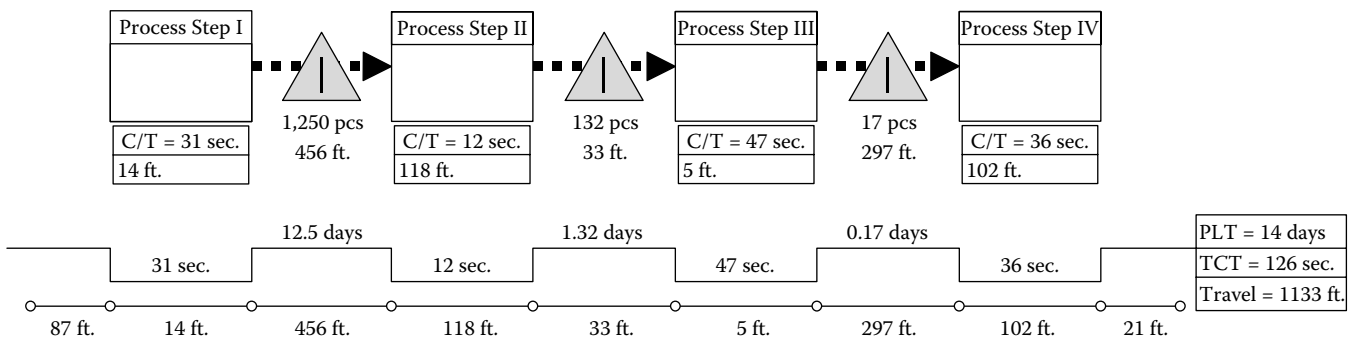 Process Step I
Process Step II
Process Step III
Process Step IV
1,250 pcs
132 pcs
17 pcs
456 ft.
33 ft.
297 ft.
C/T = 31 sec.
C/T = 12 sec.
C/T = 47 sec.
C/T = 36 sec.
14 ft.
118 ft.
5 ft.
102 ft.
12.5 days
1.32 days
0.17 days
PLT = 14 days
31 sec.
12 sec.
47 sec.
36 sec.
TCT = 126 sec.
Travel = 1133 ft.
87 ft.
14 ft.
456 ft.
118 ft.
33 ft.
5 ft.
297 ft.
102 ft.
21 ft.